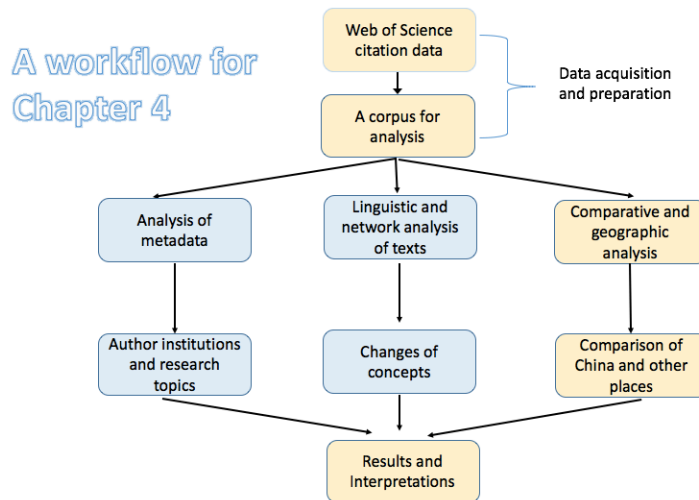 A workflow for
Chapter 4
Web of Science
citation data
Data acquisition
and preparation
A corpus for
analysis
Analysis of
metadata
Linguistic and
network analysis
of texts
Comparative and
geographic
analysis
Author institutions
and research
topics
Changes of
concepts
Comparison of
China and other
places
Results and
Interpretations